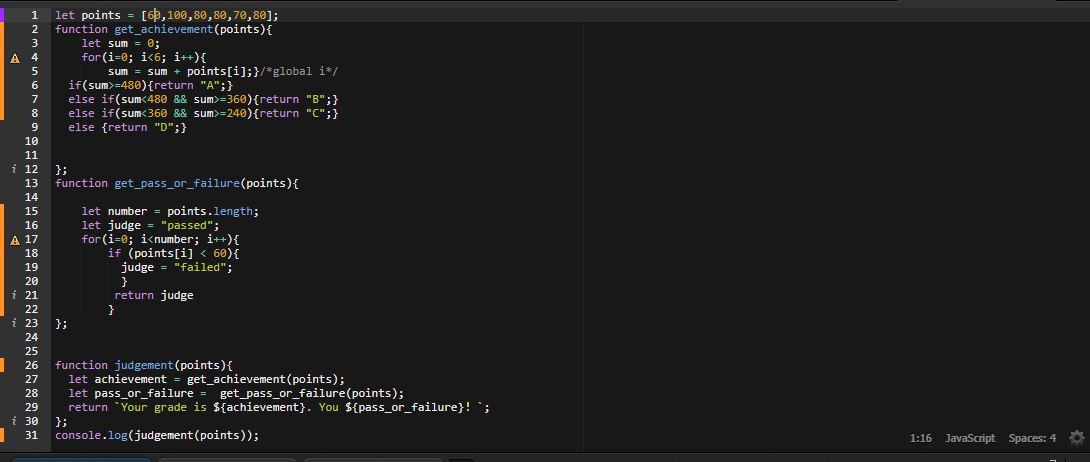 1 let points = [60,100,80,80,70,80];
2 function get_achievement(points){
3     let sum = 0;
4     for(i=0; i<6; i++){
5         sum = sum + points[i];}/*global i*/
6   if(sum>=480){return "A";}
7   else if(sum<480 && sum>=360){return "B";}
8   else if(sum<360 && sum>=240){return "C";}
9   else {return "D";}
10
11
i 12 };
13 function get_pass_or_failure(points){
14
15     let number = points.length;
16     let judge = "passed";
17     for(i=0; i<number; i++){
18         if (points[i] < 60){
19           judge = "failed";
20           }
i 21          return judge
22         }
i 23 };
24
25
26 function judgement(points){
27   let achievement = get_achievement(points);
28   let pass_or_failure =  get_pass_or_failure(points);
29   return `Your grade is ${achievement}. You ${pass_or_failure}! `;
i 30 };
31 console.log(judgement(points));
1:16 JavaScript Spaces: 4